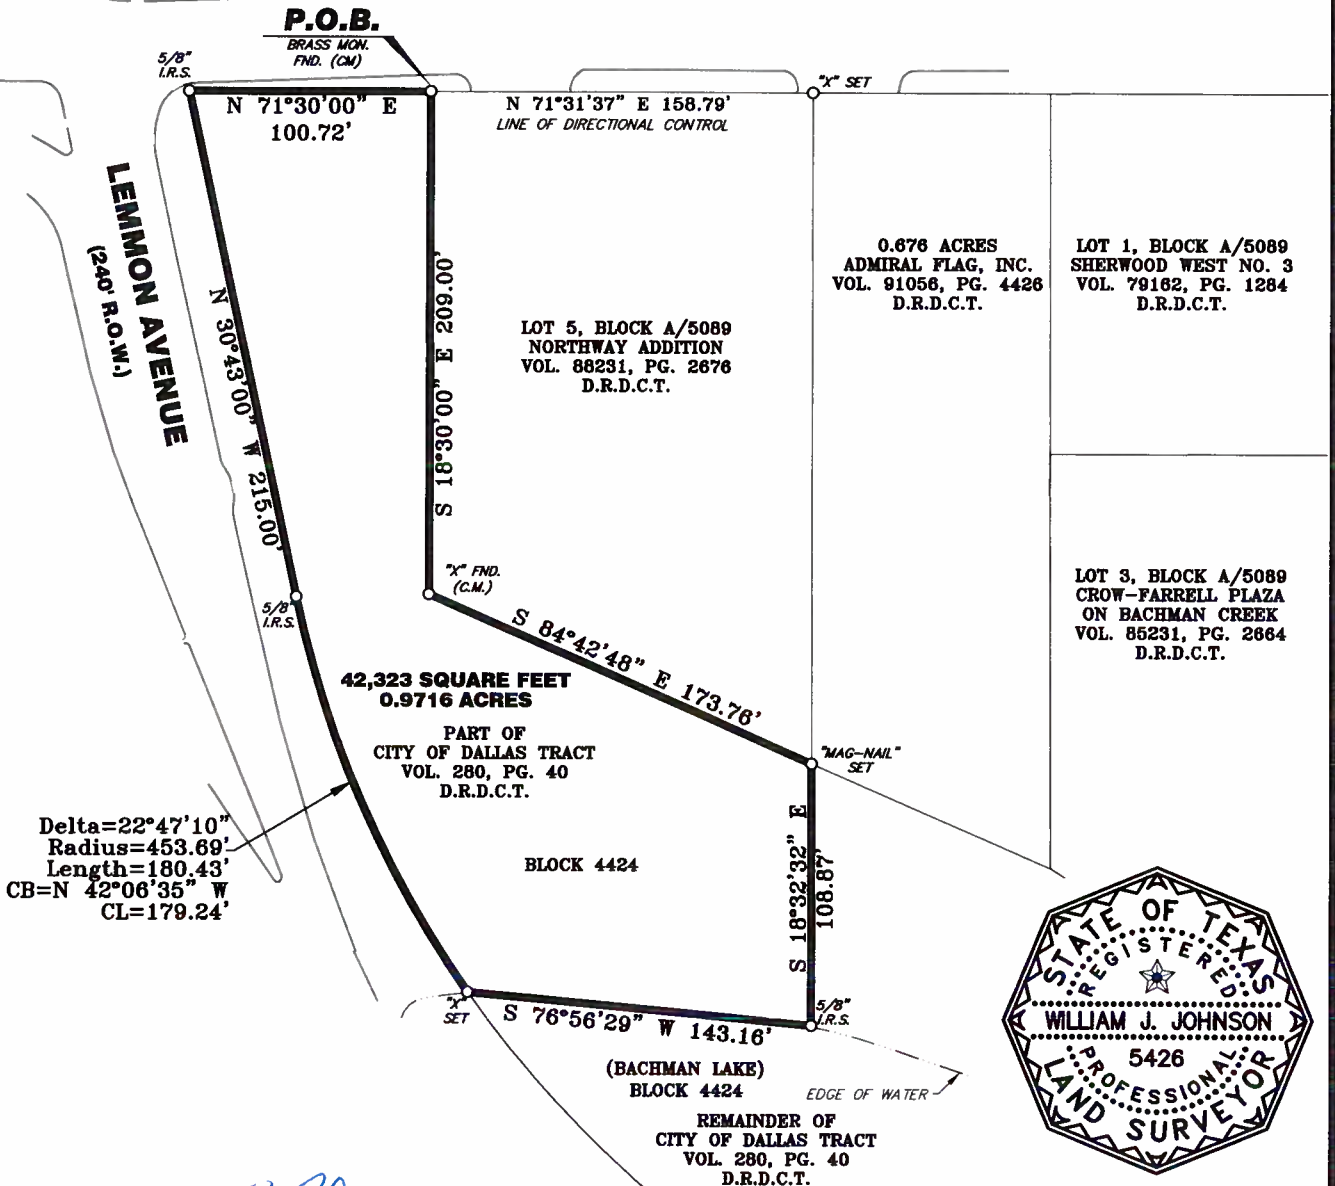 P.O.B.
BRASS MON.
FND. (CM)
5/8"
I.R.S.
"X" SET
N 71°30'00" E
100.72'
N 71°31'37" E 158.79'
LINE OF DIRECTIONAL CONTROL
LEMMON AVENUE
(240' R.O.W.)
N 30°43'00" W 215.00'
S 18°30'00" E 209.00'
0.676 ACRES
ADMIRAL FLAG, INC.
VOL. 91056, PG. 4426
D.R.D.C.T.
LOT 1, BLOCK A/5089
SHERWOOD WEST NO. 3
VOL. 79162, PG. 1284
D.R.D.C.T.
LOT 5, BLOCK A/5089
NORTHWAY ADDITION
VOL. 88231, PG. 2676
D.R.D.C.T.
"X" FND.
(C.M.)
5/8"
I.R.S.
LOT 3, BLOCK A/5089
CROW-FARRELL PLAZA
ON BACHMAN CREEK
VOL. 85231, PG. 2664
D.R.D.C.T.
S 84°42'48" E 173.76'
42,323 SQUARE FEET
0.9716 ACRES
PART OF
CITY OF DALLAS TRACT
VOL. 280, PG. 40
D.R.D.C.T.
"MAG-NAIL"
SET
Delta=22°47'10"
Radius=453.69'
Length=180.43'
CB=N 42°06'35" W
CL=179.24'
BLOCK 4424
S 18°32'32" E
108.87'
"X"
SET
S 76°56'29" W 143.16'
5/8"
I.R.S.
(BACHMAN LAKE)
BLOCK 4424
EDGE OF WATER
REMAINDER OF
CITY OF DALLAS TRACT
VOL. 280, PG. 40
D.R.D.C.T.
STATE OF TEXAS
REGISTERED
WILLIAM J. JOHNSON
5426
PROFESSIONAL
LAND SURVEYOR